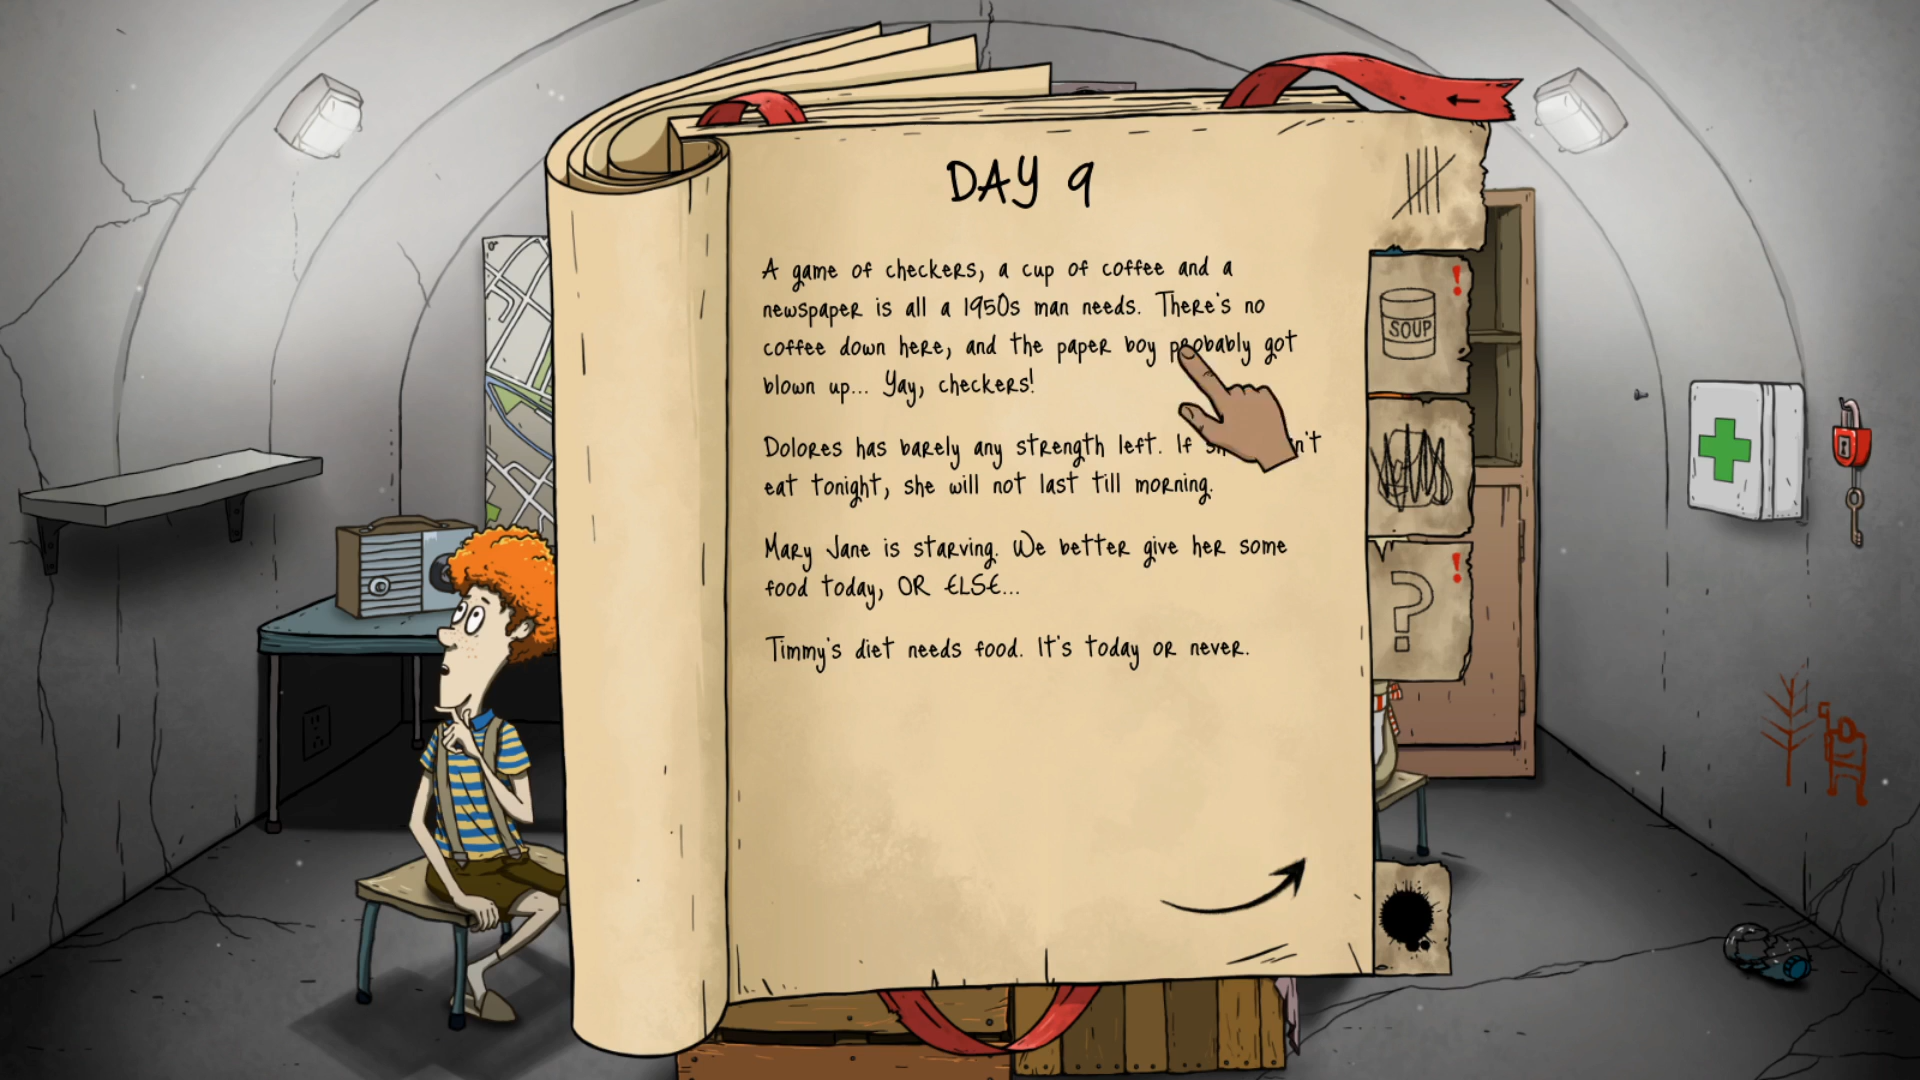 DAY 9
A game of checkers, a cup of coffee and a
newspaper is all a 1950s man needs. There's no
coffee down here, and the paper boy probably got
blown up... Yay, checkers!
Dolores has barely any strength left. If
eat tonight, she will not last till morning.
Mary Jane is starving. We better give her some
food today, OR ELSE...
Timmy's diet needs food. It's today or never.
SOUP
!
?
!